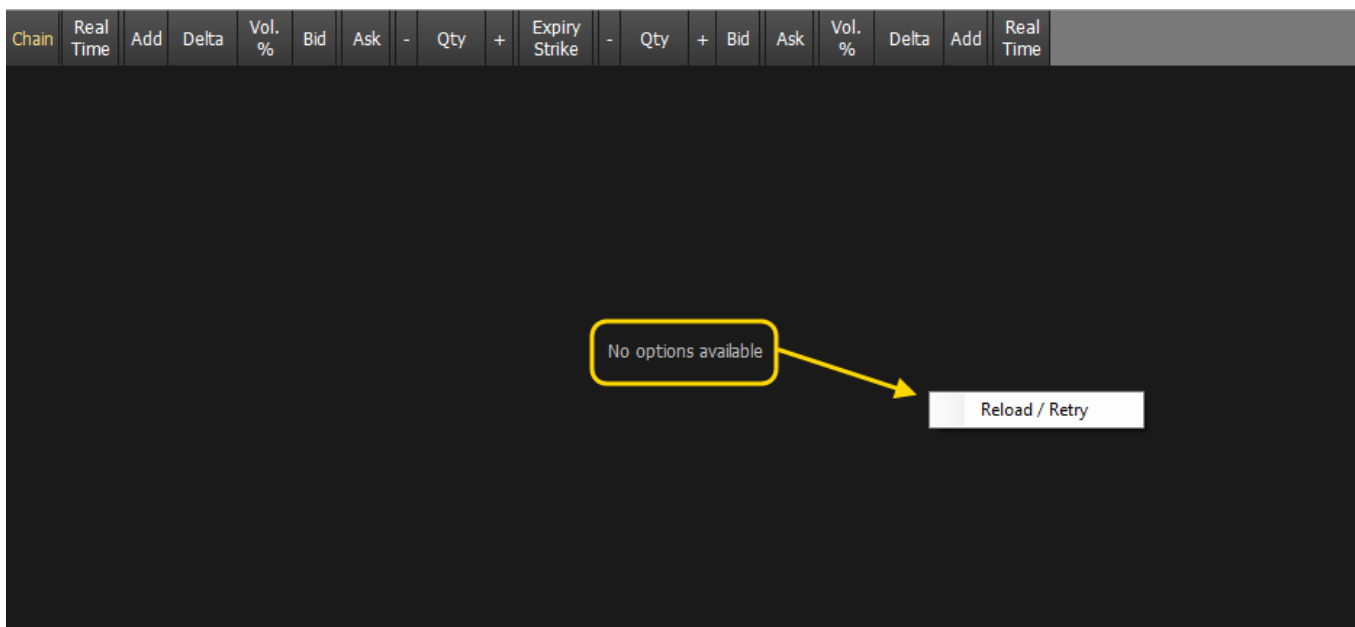 Chain Real Time Add Delta Vol. % Bid Ask - Qty + Expiry Strike - Qty + Bid Ask Vol. % Delta Add Real Time
No options available
Reload / Retry